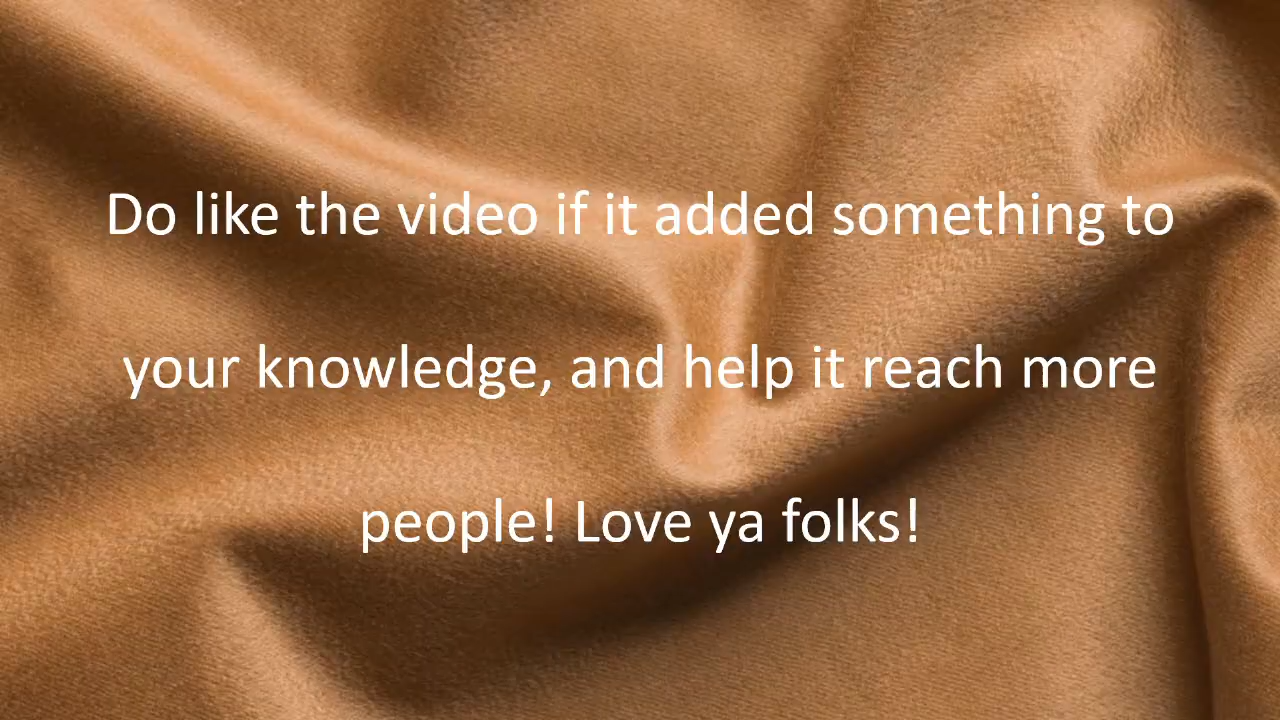 Do like the video if it added something to
your knowledge, and help it reach more
people! Love ya folks!